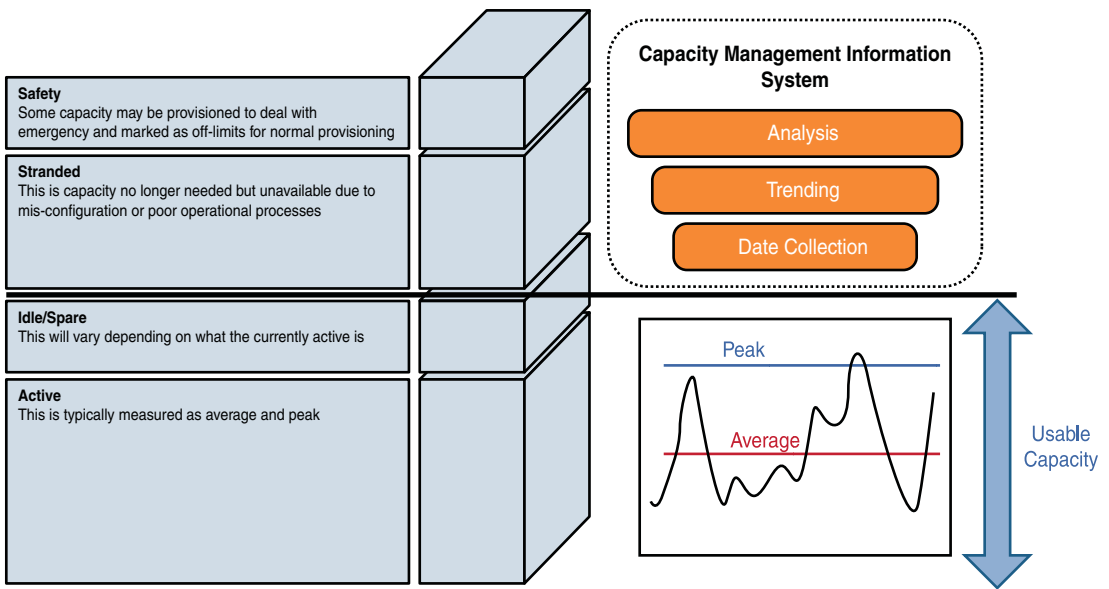 Safety
Some capacity may be provisioned to deal with
emergency and marked as off-limits for normal provisioning
Stranded
This is capacity no longer needed but unavailable due to
mis-configuration or poor operational processes
Idle/Spare
This will vary depending on what the currently active is
Active
This is typically measured as average and peak
Capacity Management Information
System
Analysis
Trending
Date Collection
Peak
Average
Usable
Capacity